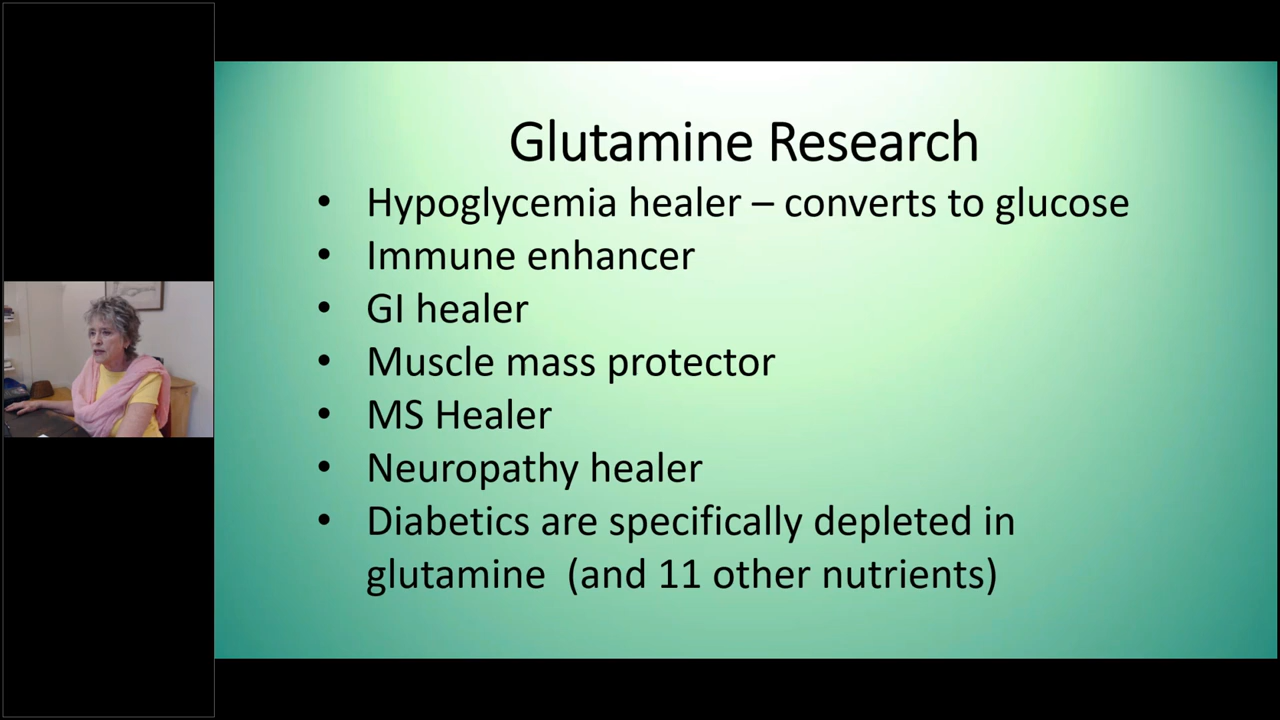 Glutamine Research
• Hypoglycemia healer – converts to glucose
• Immune enhancer
• GI healer
• Muscle mass protector
• MS Healer
• Neuropathy healer
• Diabetics are specifically depleted in
glutamine (and 11 other nutrients)